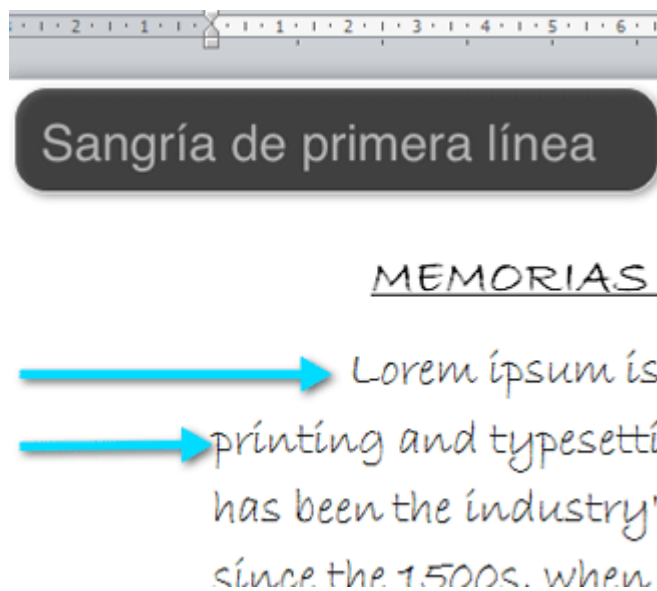 2 1 1 2 3 4 5 6
Sangría de primera línea
MEMORIAS
Lorem ipsum is
printing and typesetti
has been the industry'
since the 1500s, when